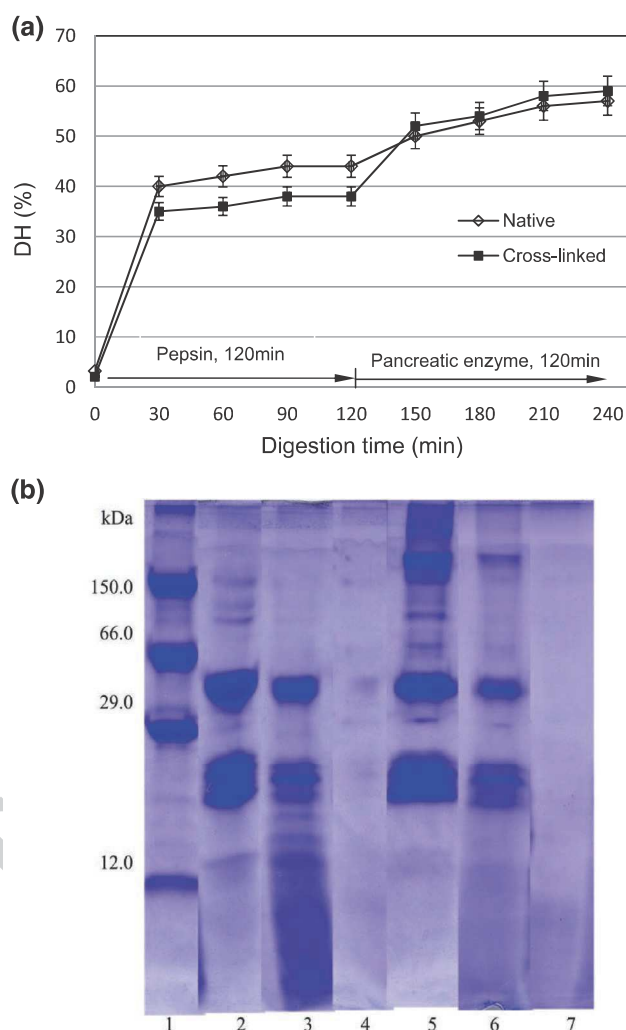 (a)
70
60
50
40
30
20
10
0
DH (%)
Native
Cross-linked
Pepsin, 120min
Pancreatic enzyme, 120min
0 30 60 90 120 150 180 210 240
Digestion time (min)
(b)
kDa
150.0
66.0
29.0
12.0
1 2 3 4 5 6 7